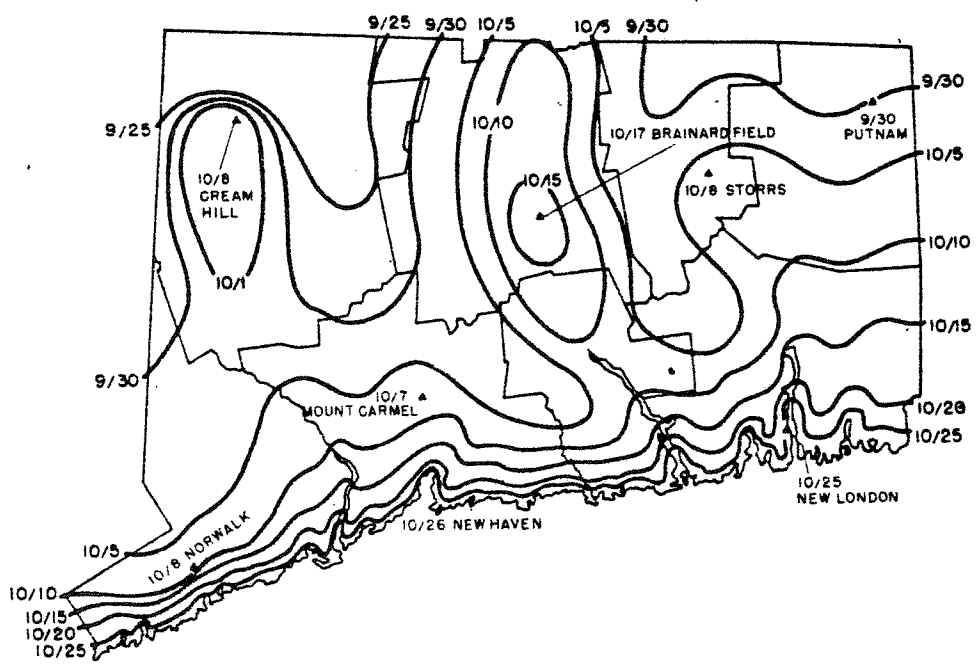 9/25 9/30 10/5 10/5 9/30
9/25
9/30
9/30
PUTNAM
10/10
10/17 BRAINARD FIELD
10/5
10/8
CREAM
HILL
10/15
10/8 STORRS
10/10
10/1
10/15
9/30
10/7
MOUNT CARMEL
10/20
10/25
10/25
NEW LONDON
10/26 NEW HAVEN
10/5
10/8 NORWALK
10/10
10/15
10/20
10/25